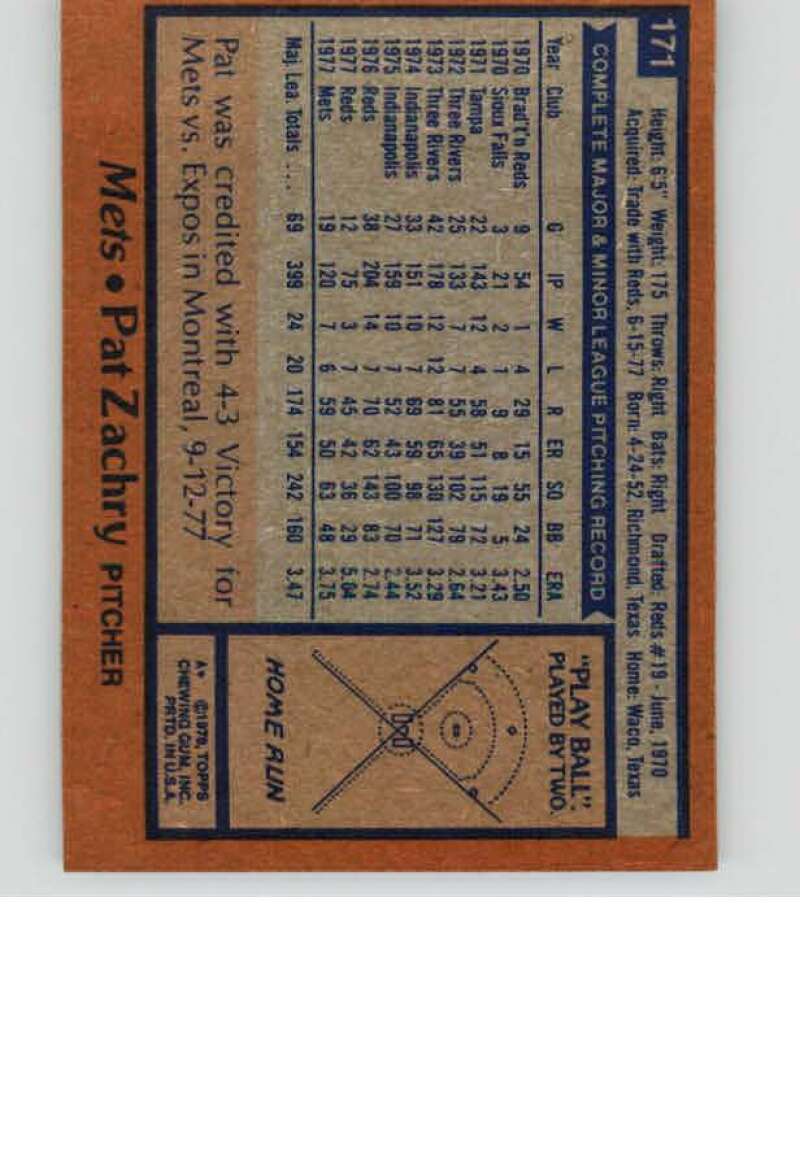 171
Height: 6'5" Weight: 175 Throws: Right Bats: Right Drafted: Reds #19 - June, 1970
Acquired: Trade with Reds, 6-15-77 Born: 4-24-52, Richmond, Texas Home: Waco, Texas
COMPLETE MAJOR & MINOR LEAGUE PITCHING RECORD
Year Club G IP W L R ER SO BB ERA
1970 Brad't'n Reds 9 54 1 4 29 15 55 24 2.50
1970 Sioux Falls 3 21 2 1 9 8 19 5 3.43
1971 Tampa 22 143 12 4 58 51 115 72 3.21
1972 Three Rivers 25 133 7 7 55 39 102 79 2.64
1973 Three Rivers 42 178 12 12 81 65 130 127 3.29
1974 Indianapolis 33 151 10 7 69 59 98 71 3.52
1975 Indianapolis 27 159 10 7 52 43 100 70 2.44
1976 Reds 38 204 14 7 70 62 143 83 2.74
1977 Reds 12 75 3 7 45 42 36 29 5.04
1977 Mets 19 120 7 6 59 50 63 48 3.75
Maj. Lea. Totals ... 69 399 24 20 174 154 242 160 3.47
Pat was credited with 4-3 Victory for
Mets vs. Expos in Montreal, 9-12-77
"PLAY BALL":
PLAYED BY TWO.
HOME RUN
A* ©1978, TOPPS
CHEWING GUM, INC.
PRTD. IN U.S.A.
Mets • Pat Zachry PITCHER